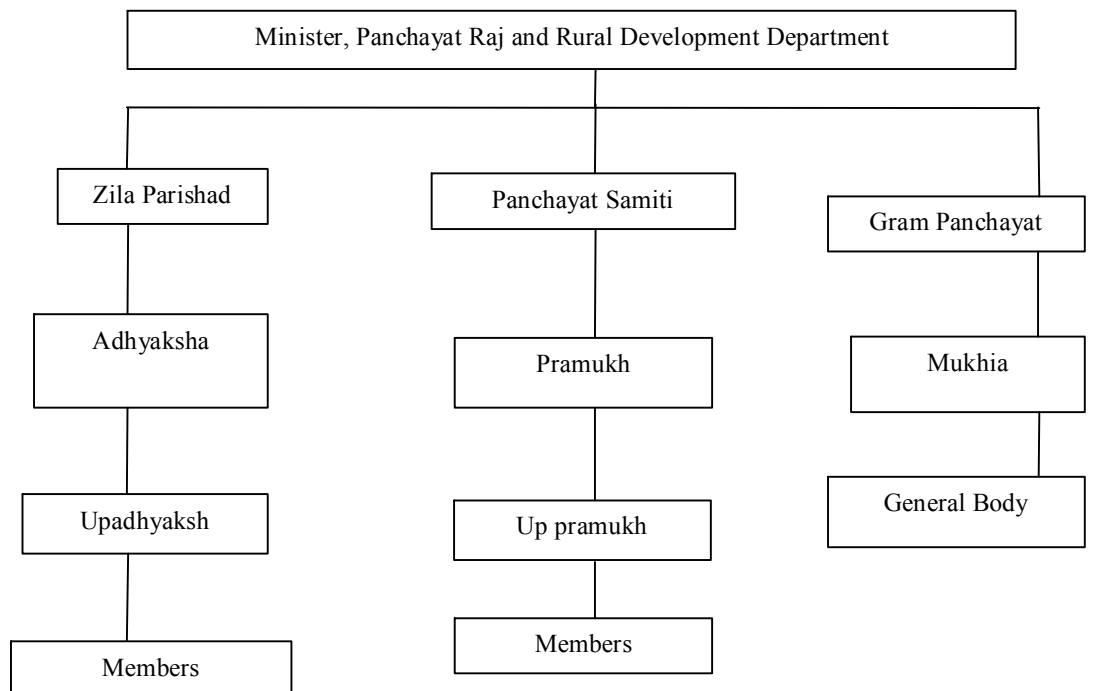 Minister, Panchayat Raj and Rural Development Department
Zila Parishad
Panchayat Samiti
Gram Panchayat
Adhyaksha
Pramukh
Mukhia
Upadhyaksh
Up pramukh
General Body
Members
Members